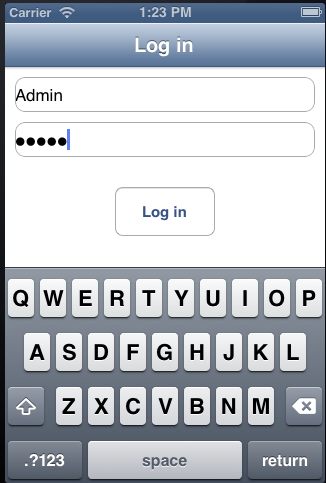 Carrier 1:23 PM
Log in
Admin
●●●●●
Log in
Q W E R T Y U I O P
A S D F G H J K L
Z X C V B N M
.?123 space return